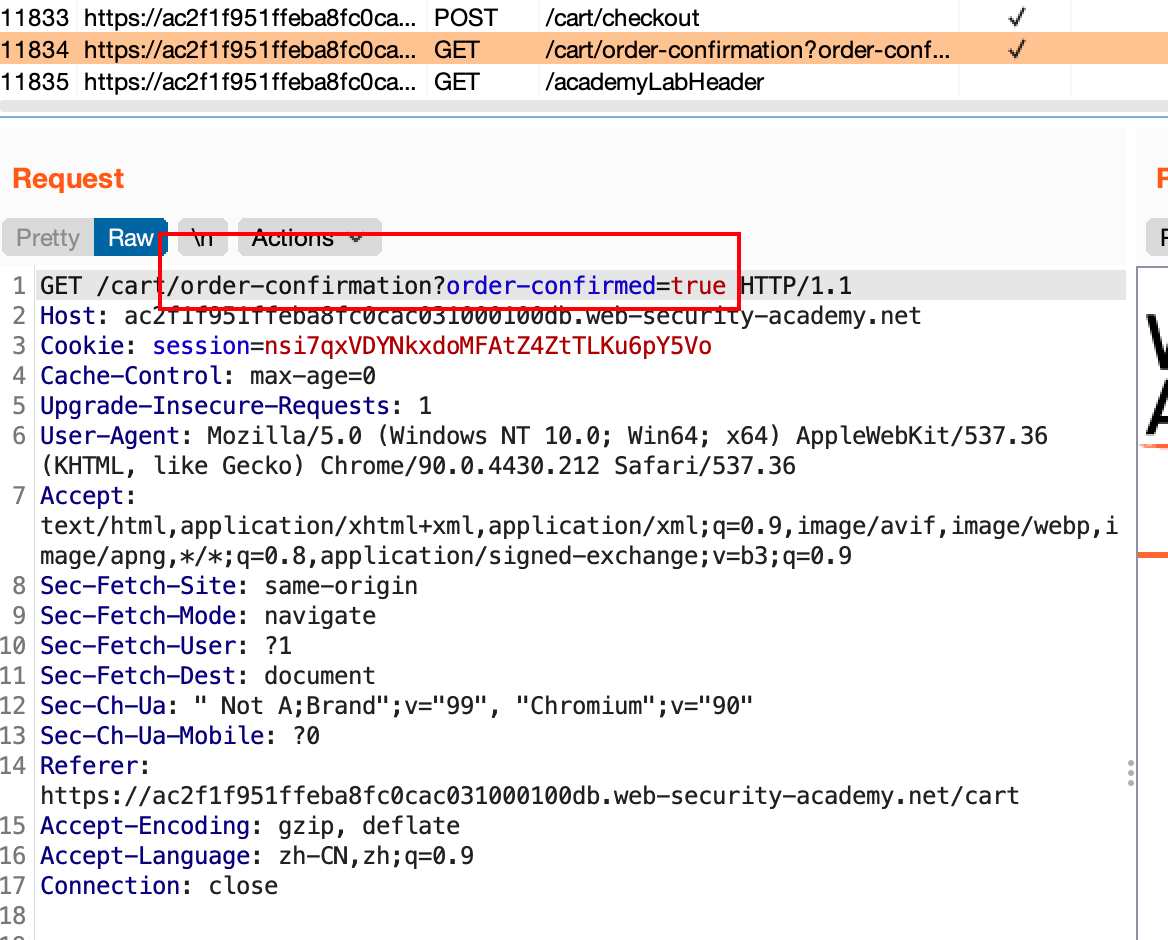 11833 https://ac2f1f951ffeba8fc0ca... POST /cart/checkout ✓
11834 https://ac2f1f951ffeba8fc0ca... GET /cart/order-confirmation?order-conf... ✓
11835 https://ac2f1f951ffeba8fc0ca... GET /academyLabHeader
Request
Pretty Raw \n Actions
1 GET /cart/order-confirmation?order-confirmed=true HTTP/1.1
2 Host: ac2f1f951ffeba8fc0cac031000100db.web-security-academy.net
3 Cookie: session=nsi7qxVDYNkxdoMFAtZ4ZtTLKu6pY5Vo
4 Cache-Control: max-age=0
5 Upgrade-Insecure-Requests: 1
6 User-Agent: Mozilla/5.0 (Windows NT 10.0; Win64; x64) AppleWebKit/537.36
(KHTML, like Gecko) Chrome/90.0.4430.212 Safari/537.36
7 Accept:
text/html,application/xhtml+xml,application/xml;q=0.9,image/avif,image/webp,i
mage/apng,*/*;q=0.8,application/signed-exchange;v=b3;q=0.9
8 Sec-Fetch-Site: same-origin
9 Sec-Fetch-Mode: navigate
10 Sec-Fetch-User: ?1
11 Sec-Fetch-Dest: document
12 Sec-Ch-Ua: " Not A;Brand";v="99", "Chromium";v="90"
13 Sec-Ch-Ua-Mobile: ?0
14 Referer:
https://ac2f1f951ffeba8fc0cac031000100db.web-security-academy.net/cart
15 Accept-Encoding: gzip, deflate
16 Accept-Language: zh-CN,zh;q=0.9
17 Connection: close
18